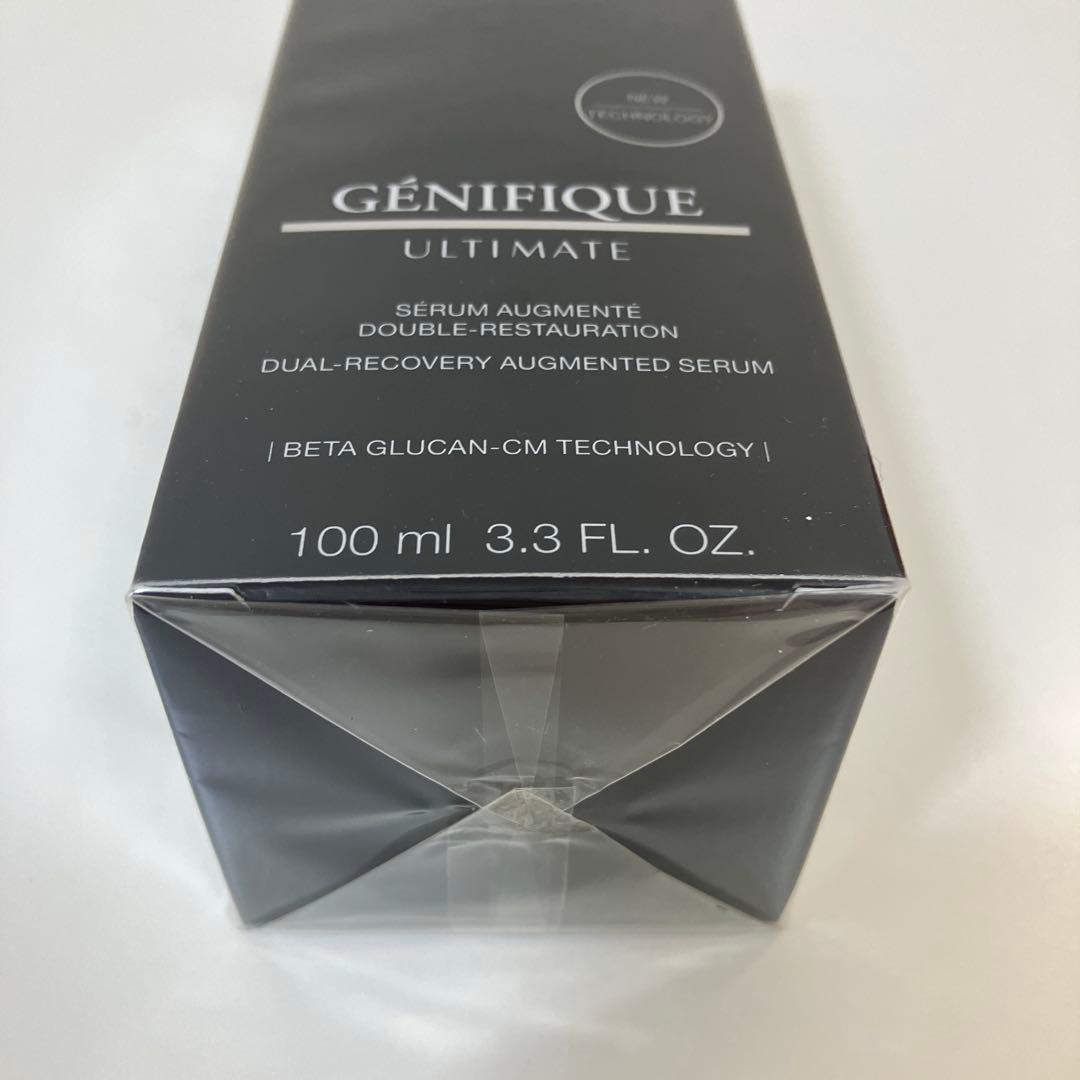 NEW
TECHNOLOGY
GÉNIFIQUE
ULTIMATE
SÉRUM AUGMENTÉ
DOUBLE-RESTAURATION
DUAL-RECOVERY AUGMENTED SERUM
| BETA GLUCAN-CM TECHNOLOGY |
100 ml 3.3 FL. OZ.